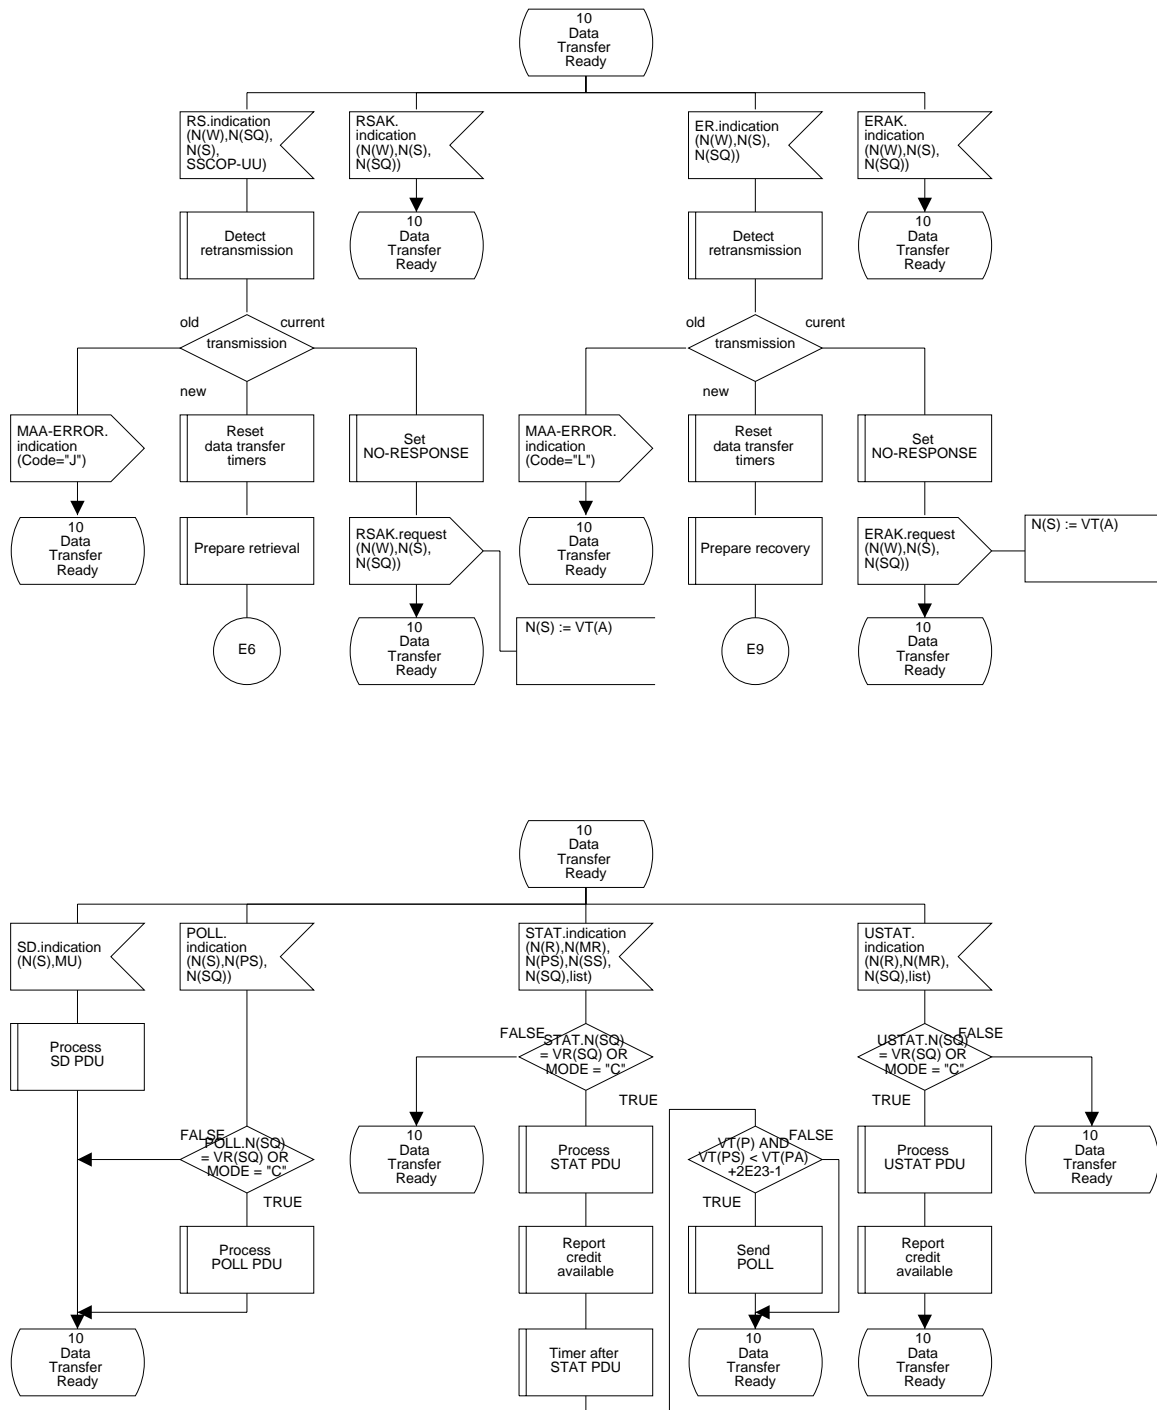 10
Data
Transfer
Ready
RS.indication
(N(W),N(SQ),
N(S),
SSCOP-UU)
RSAK.
indication
(N(W),N(S),
N(SQ))
ER.indication
(N(W),N(S),
N(SQ))
ERAK.
indication
(N(W),N(S),
N(SQ))
Detect
retransmission
10
Data
Transfer
Ready
Detect
retransmission
10
Data
Transfer
Ready
old
current
transmission
new
old
curent
transmission
new
MAA-ERROR.
indication
(Code="J")
Reset
data transfer
timers
Set
NO-RESPONSE
MAA-ERROR.
indication
(Code="L")
Reset
data transfer
timers
Set
NO-RESPONSE
10
Data
Transfer
Ready
Prepare retrieval
RSAK.request
(N(W),N(S),
N(SQ))
10
Data
Transfer
Ready
Prepare recovery
ERAK.request
(N(W),N(S),
N(SQ))
N(S) := VT(A)
E6
10
Data
Transfer
Ready
N(S) := VT(A)
E9
10
Data
Transfer
Ready
10
Data
Transfer
Ready
SD.indication
(N(S),MU)
POLL.
indication
(N(S),N(PS),
N(SQ))
STAT.indication
(N(R),N(MR),
N(PS),N(SS),
N(SQ),list)
USTAT.
indication
(N(R),N(MR),
N(SQ),list)
Process
SD PDU
FALSE
STAT.N(SQ)
= VR(SQ) OR
MODE = "C"
TRUE
USTAT.N(SQ)
= VR(SQ) OR
MODE = "C"
FALSE
TRUE
FALSE
POLL.N(SQ)
= VR(SQ) OR
MODE = "C"
TRUE
10
Data
Transfer
Ready
Process
STAT PDU
VT(P) AND
VT(PS) < VT(PA)
+2E23-1
FALSE
TRUE
Process
USTAT PDU
10
Data
Transfer
Ready
Process
POLL PDU
Report
credit
available
Send
POLL
Report
credit
available
10
Data
Transfer
Ready
Timer after
STAT PDU
10
Data
Transfer
Ready
10
Data
Transfer
Ready